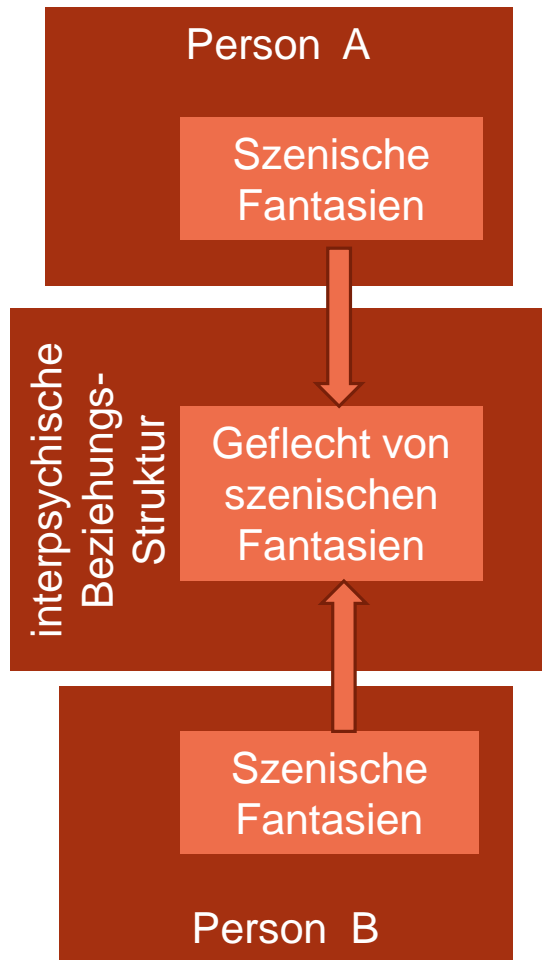 Person A
Szenische
Fantasien
interpsychische
Beziehungs-
Struktur
Geflecht von
szenischen
Fantasien
Szenische
Fantasien
Person B